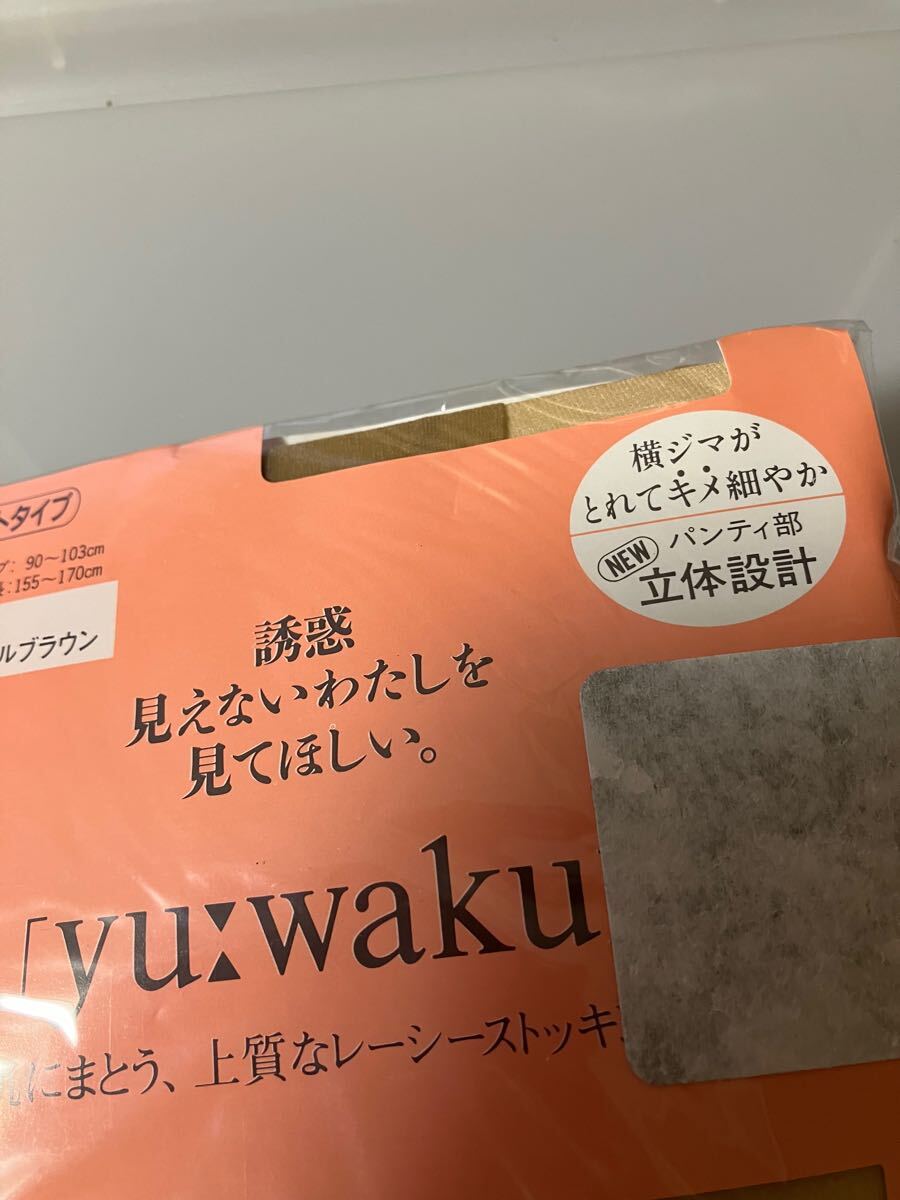 横ジマが
とれてキメ細やか
NEW パンティ部
立体設計
トタイプ
90～103cm
155～170cm
ルブラウン
誘惑
見えないわたしを
見てほしい。
「yu:waku
にまとう、上質なレーシーストッキ